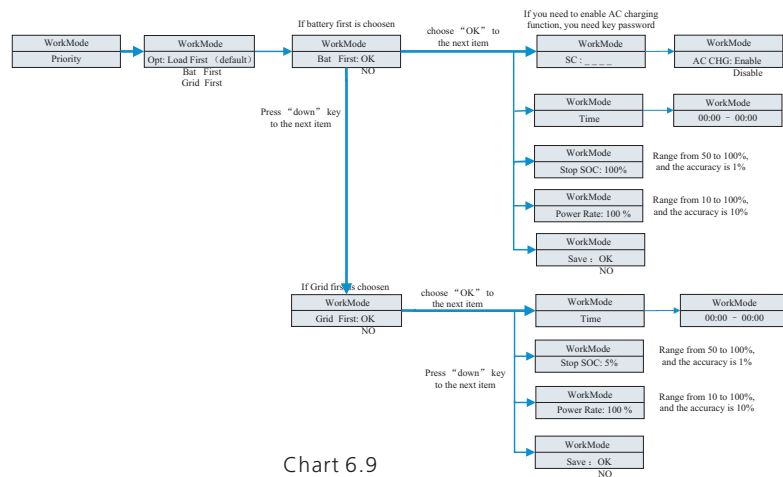 If you need to enable AC charging
function, you need key password
If battery first is choosen
choose “OK” to
the next item
WorkMode
Priority
WorkMode
Opt: Load First （default）
Bat First
Grid First
WorkMode
Bat First: OK
NO
WorkMode
SC : _ _ _ _
WorkMode
AC CHG: Enable
Disable
Press “down” key
to the next item
WorkMode
Time
WorkMode
00:00 - 00:00
WorkMode
Stop SOC: 100%
Range from 50 to 100%,
and the accuracy is 1%
WorkMode
Power Rate: 100 %
Range from 10 to 100%,
and the accuracy is 10%
WorkMode
Save： OK
NO
If Grid first is choosen
choose “OK” to
the next item
WorkMode
Grid First: OK
NO
WorkMode
Time
WorkMode
00:00 - 00:00
Press “down” key
to the next item
WorkMode
Stop SOC: 5%
Range from 50 to 100%,
and the accuracy is 1%
WorkMode
Power Rate: 100 %
Range from 10 to 100%,
and the accuracy is 10%
WorkMode
Save： OK
NO
Chart 6.9